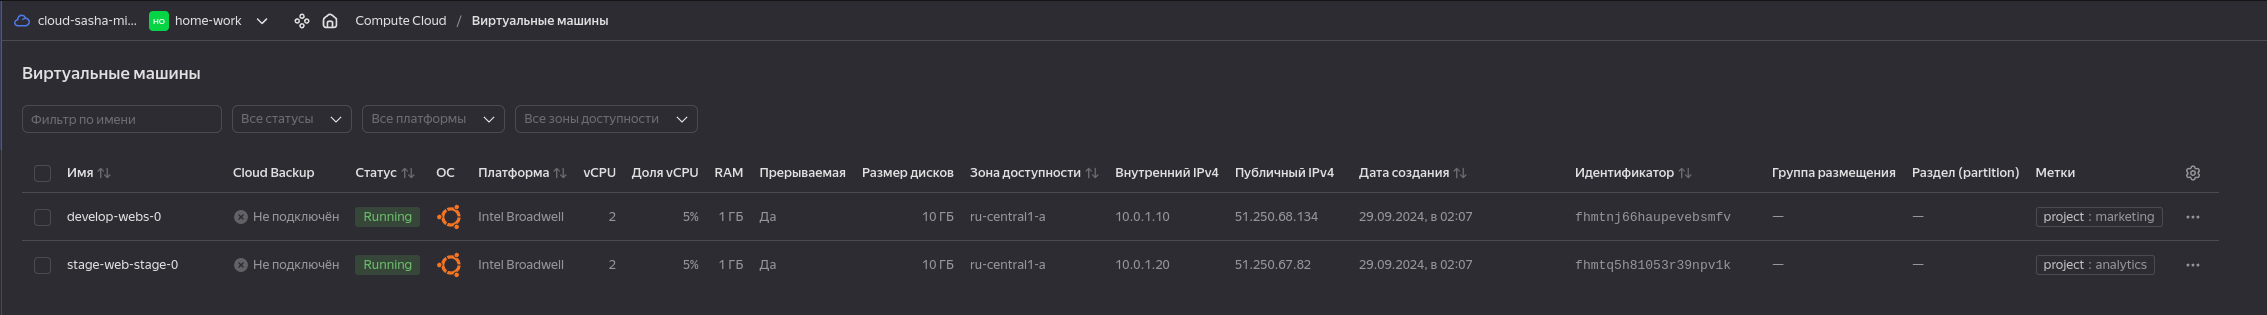 cloud-sasha-mi... HO home-work Compute Cloud / Виртуальные машины
Виртуальные машины
Фильтр по имени Все статусы Все платформы Все зоны доступности
Имя Cloud Backup Статус ОС Платформа vCPU Доля vCPU RAM Прерываемая Размер дисков Зона доступности Внутренний IPv4 Публичный IPv4 Дата создания Идентификатор Группа размещения Раздел (partition) Метки
develop-webs-0 Не подключён Running Intel Broadwell 2 5% 1 ГБ Да 10 ГБ ru-central1-a 10.0.1.10 51.250.68.134 29.09.2024, в 02:07 fhmtnj66haupevebsmfv — — project : marketing
stage-web-stage-0 Не подключён Running Intel Broadwell 2 5% 1 ГБ Да 10 ГБ ru-central1-a 10.0.1.20 51.250.67.82 29.09.2024, в 02:07 fhmtq5h81053r39npv1k — — project : analytics